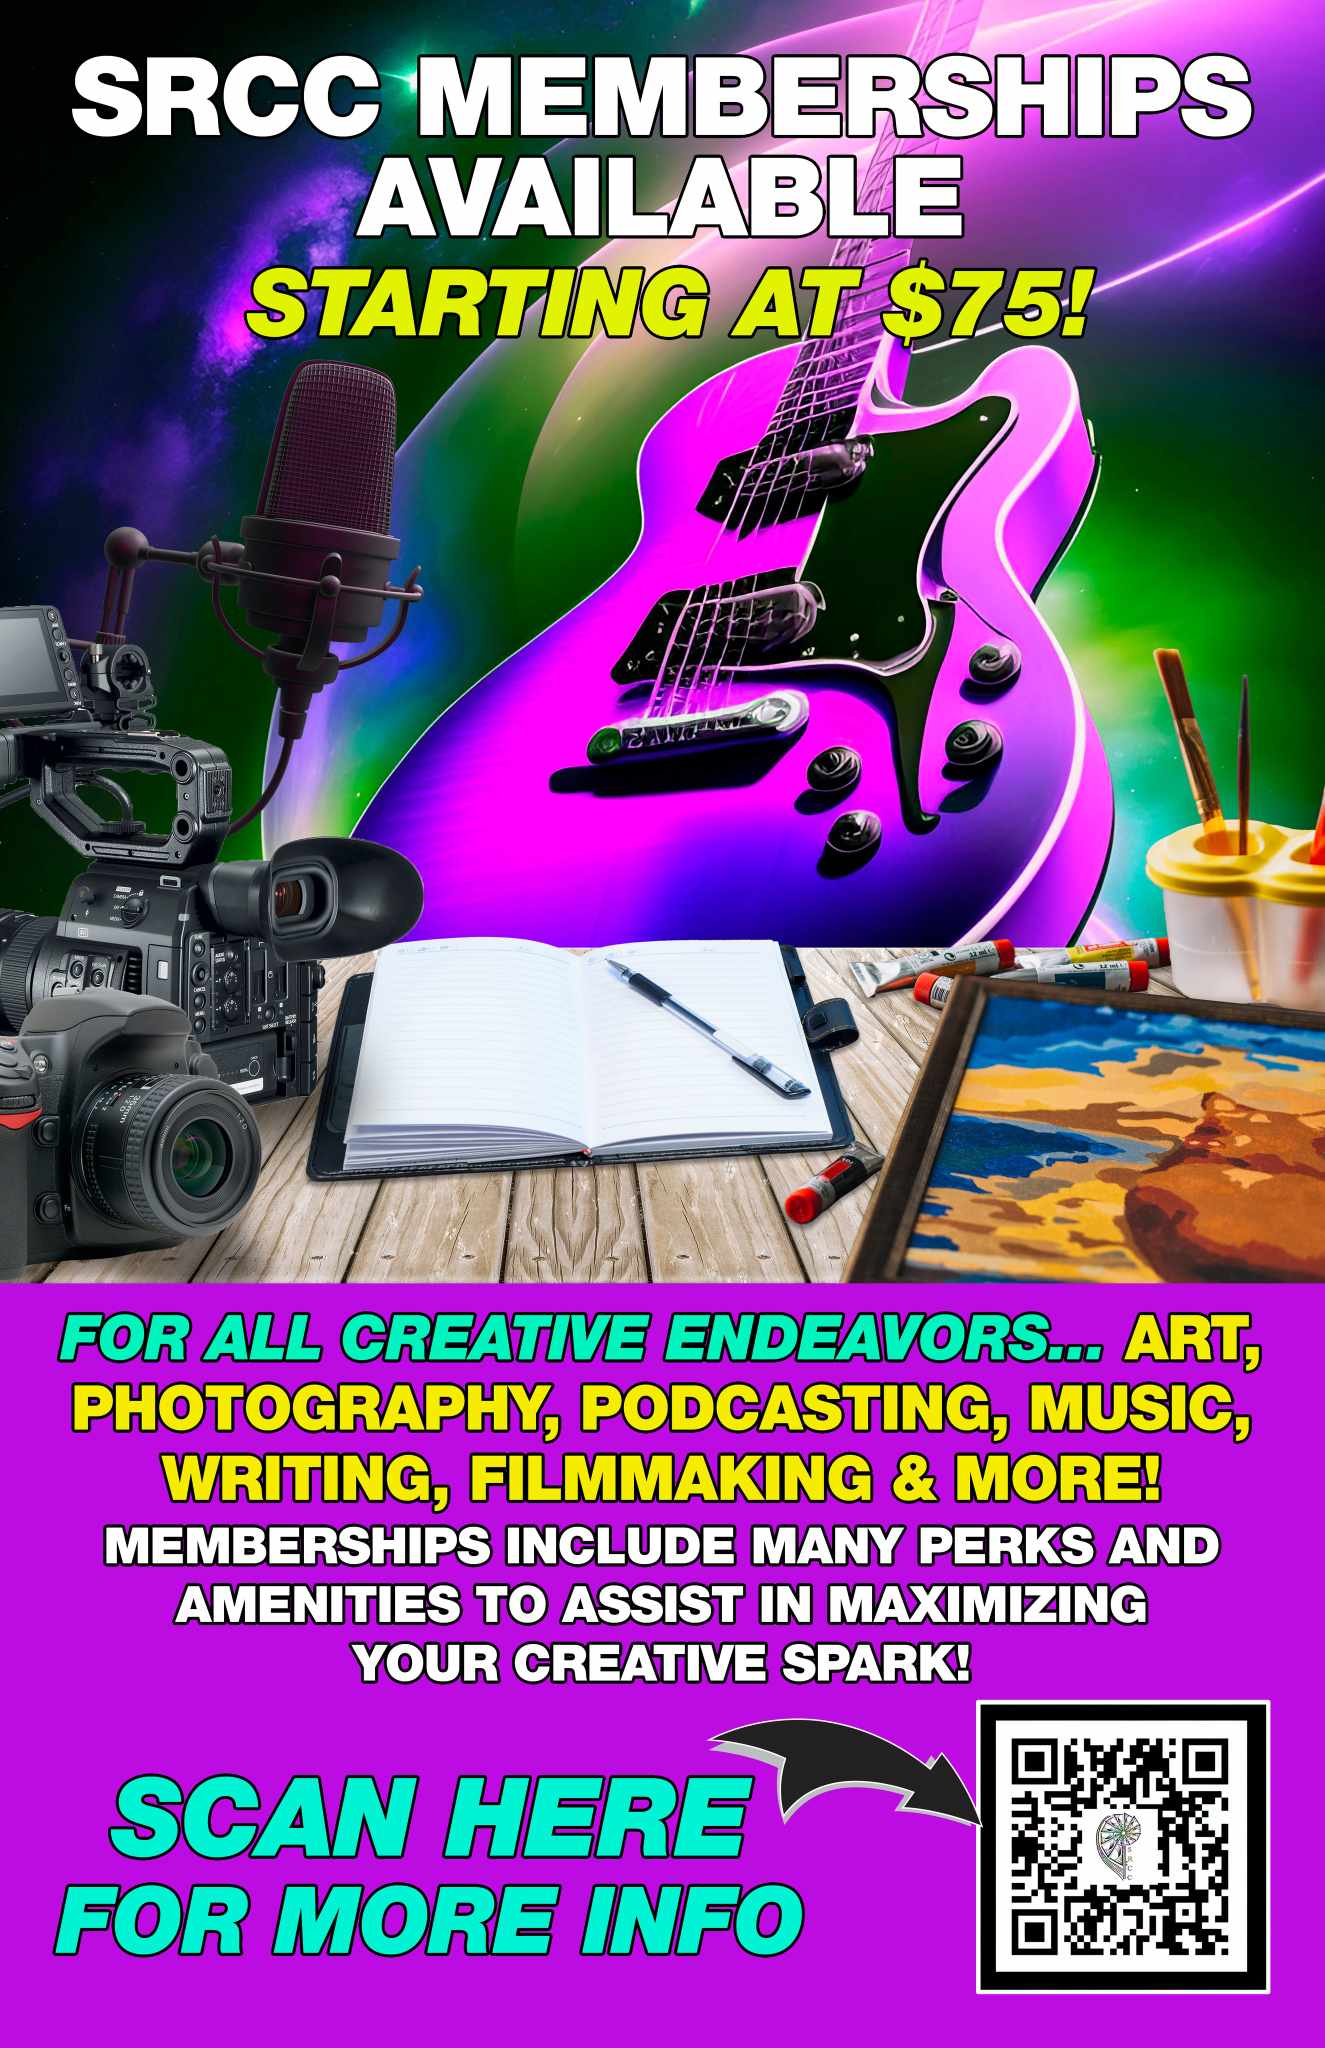 SRCC MEMBERSHIPS
AVAILABLE
STARTING AT $75!
FOR ALL CREATIVE ENDEAVORS... ART,
PHOTOGRAPHY, PODCASTING, MUSIC,
WRITING, FILMMAKING & MORE!
MEMBERSHIPS INCLUDE MANY PERKS AND
AMENITIES TO ASSIST IN MAXIMIZING
YOUR CREATIVE SPARK!
SCAN HERE
FOR MORE INFO
SRCC